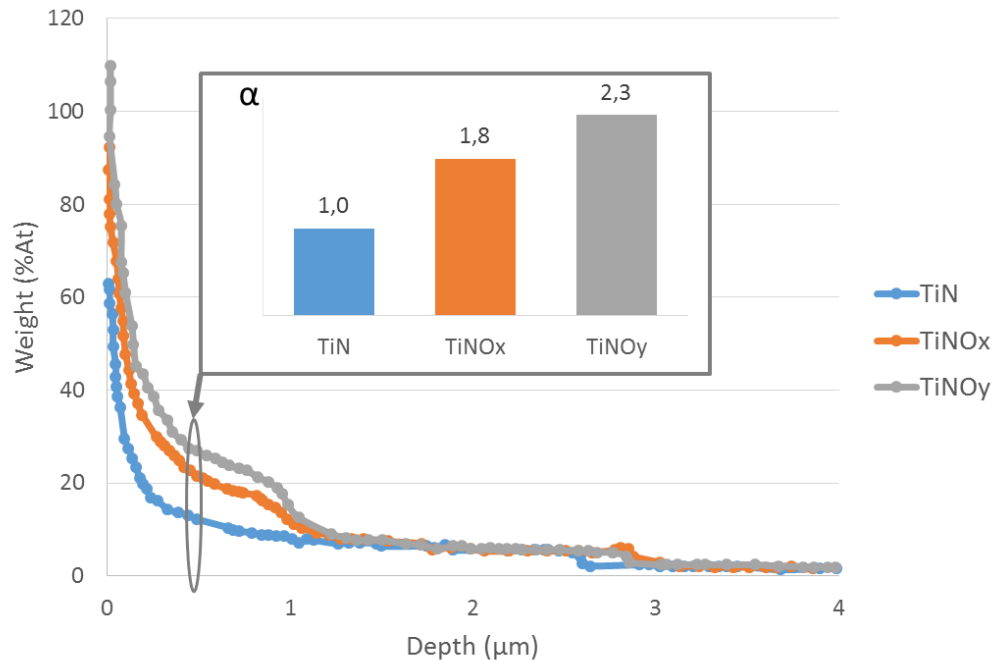 120
100
80
60
40
20
0
Weight (%At)
0
1
2
3
4
Depth (µm)
α
1,0
1,8
2,3
TiN
TiNOx
TiNOy
TiN
TiNOx
TiNOy